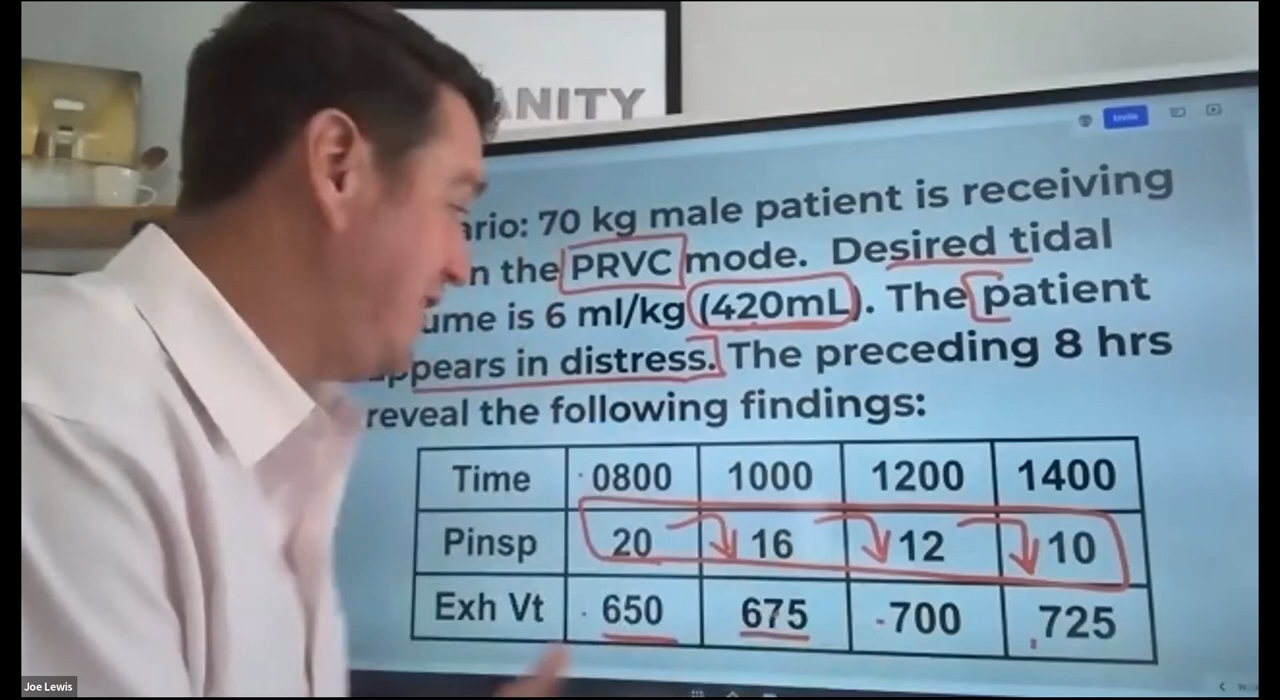 ANITY
Invite
ario: 70 kg male patient is receiving
n the PRVC mode. Desired tidal
ume is 6 ml/kg (420mL). The patient
appears in distress. The preceding 8 hrs
reveal the following findings:
Time 0800 1000 1200 1400
Pinsp 20 16 12 10
Exh Vt 650 675 700 725
Joe Lewis